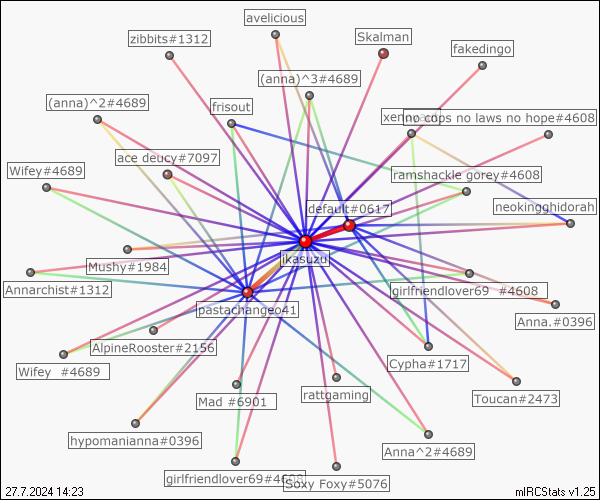 avelicious
zibbits#1312
Skalman
fakedingo
(anna)^3#4689
(anna)^2#4689
frisout
no cops no laws no hope#4608
ace deucy#7097
Wifey#4689
ramshackle gorey#4608
default#0617
neokingghidorah
ikasuzu
Mushy#1984
Annarchist#1312
girlfriendlover69 #4608
pastachangeo41
Anna.#0396
AlpineRooster#2156
Wifey #4689
Cypha#1717
Mad #6901
rattgaming
Toucan#2473
hypomanianna#0396
Anna^2#4689
girlfriendlover69#4608
Soxy Foxy#5076
27.7.2024 14:23
mIRCStats v1.25